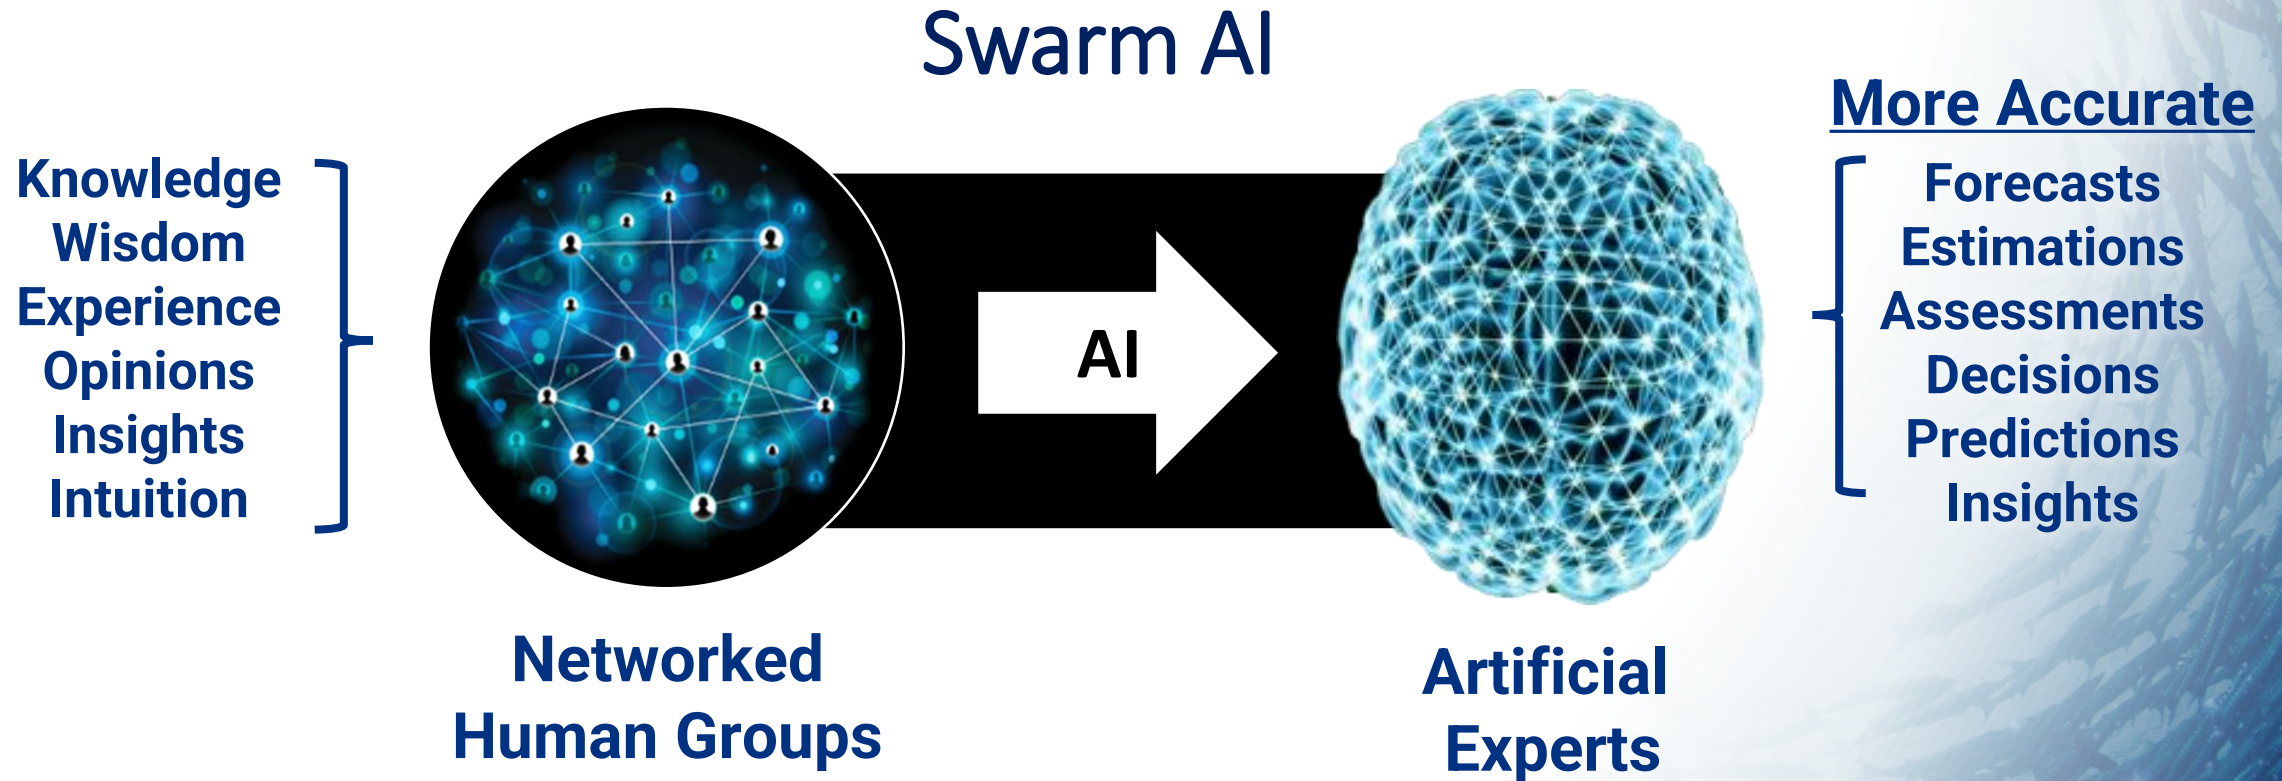 Swarm AI
Knowledge
Wisdom
Experience
Opinions
Insights
Intuition
Networked
Human Groups
AI
Artificial
Experts
More Accurate
Forecasts
Estimations
Assessments
Decisions
Predictions
Insights